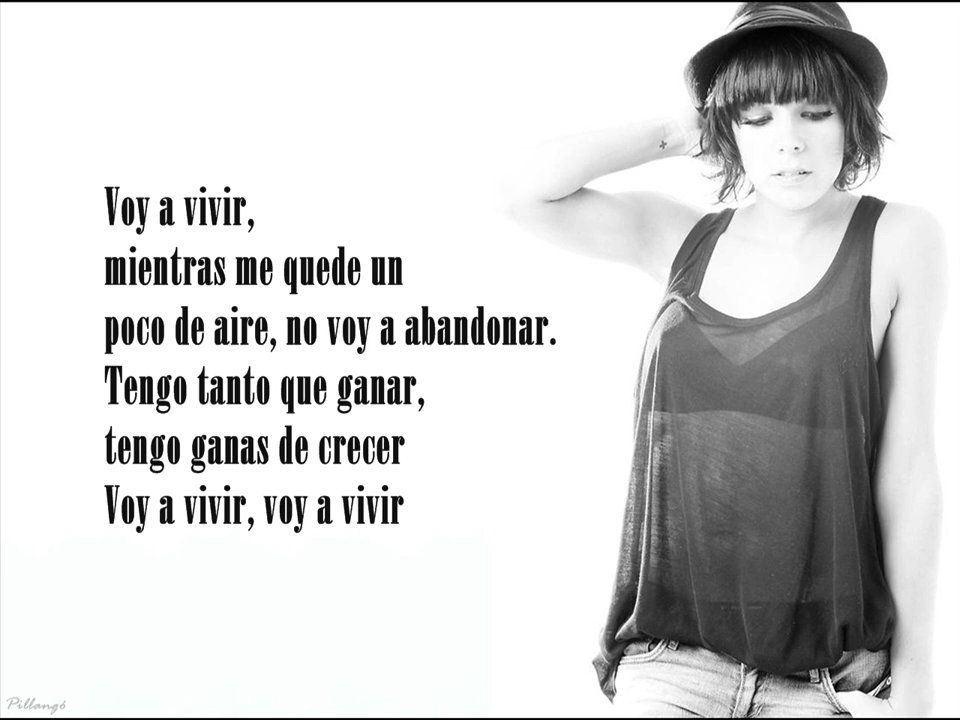 Voy a vivir,
mientras me quede un
poco de aire, no voy a abandonar.
Tengo tanto que ganar,
tengo ganas de crecer
Voy a vivir, voy a vivir
Pillangó